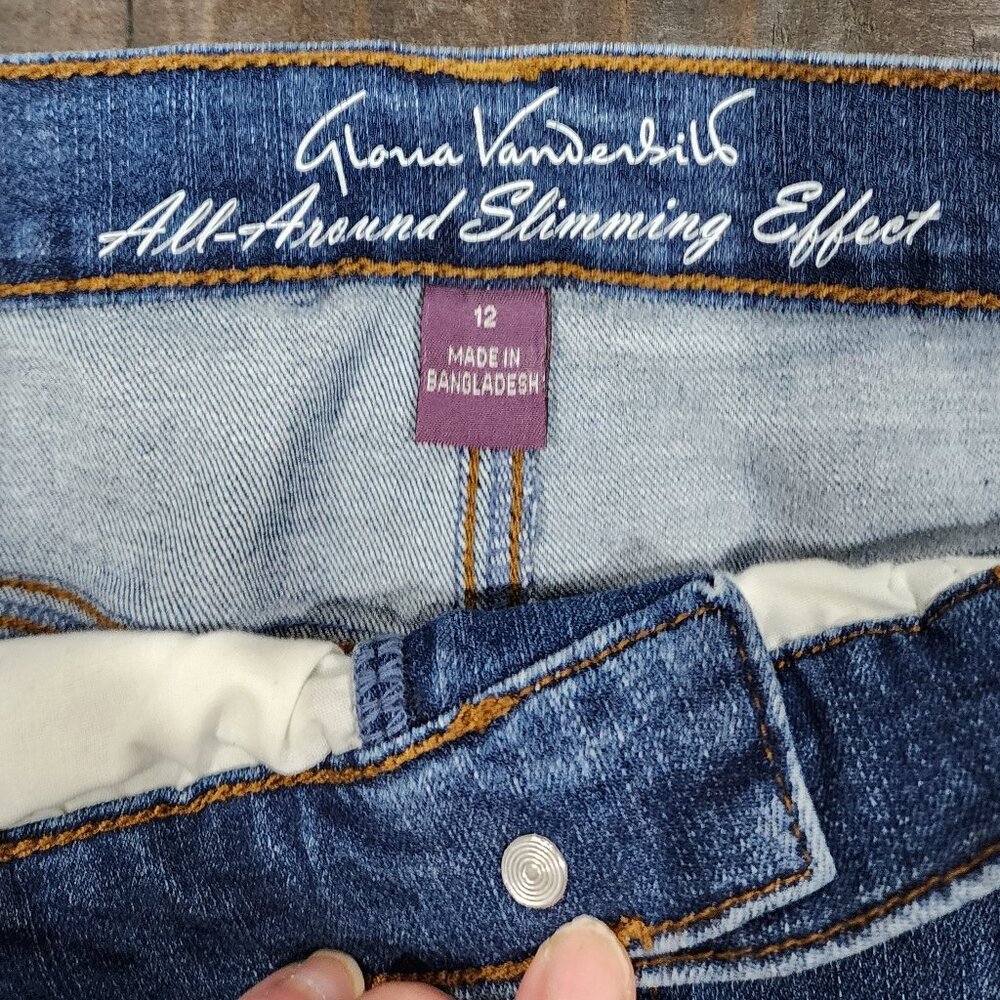 Gloria Vanderbilt
All-Around Slimming Effect
12
MADE IN
BANGLADESH